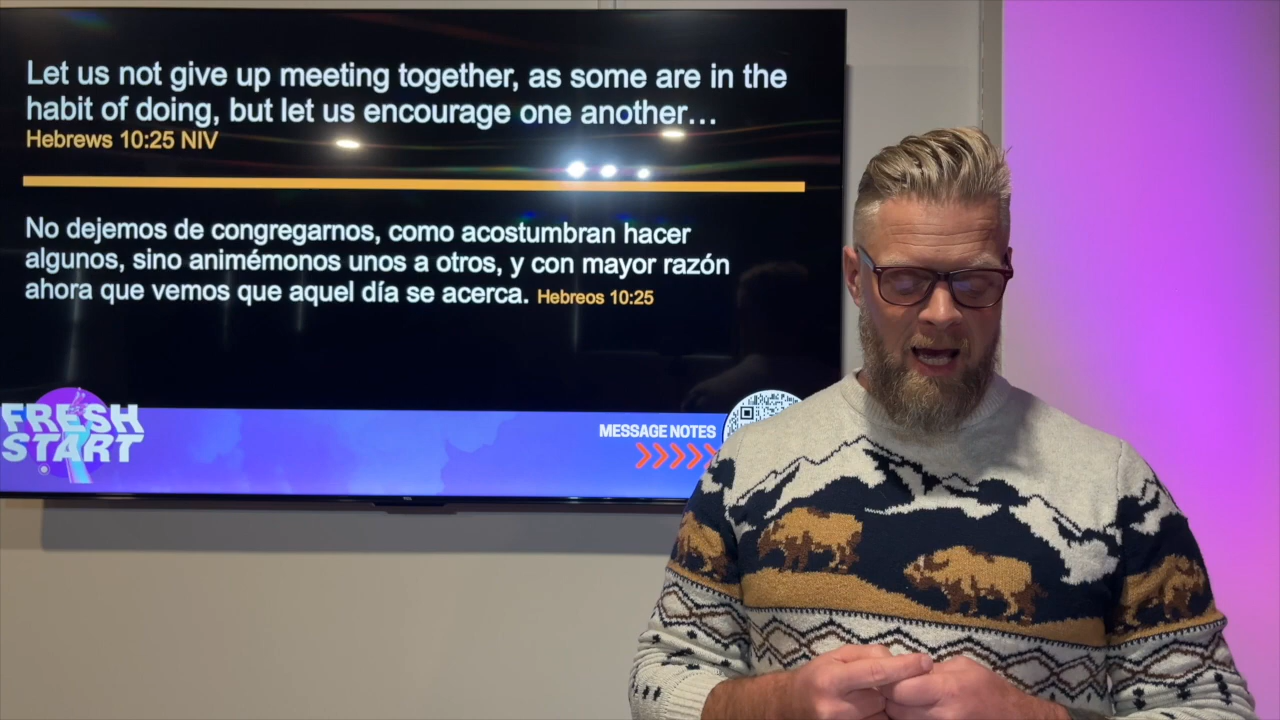 Let us not give up meeting together, as some are in the
habit of doing, but let us encourage one another…
Hebrews 10:25 NIV
No dejemos de congregarnos, como acostumbran hacer
algunos, sino animémonos unos a otros, y con mayor razón
ahora que vemos que aquel día se acerca. Hebreos 10:25
FRESH
START
MESSAGE NOTES